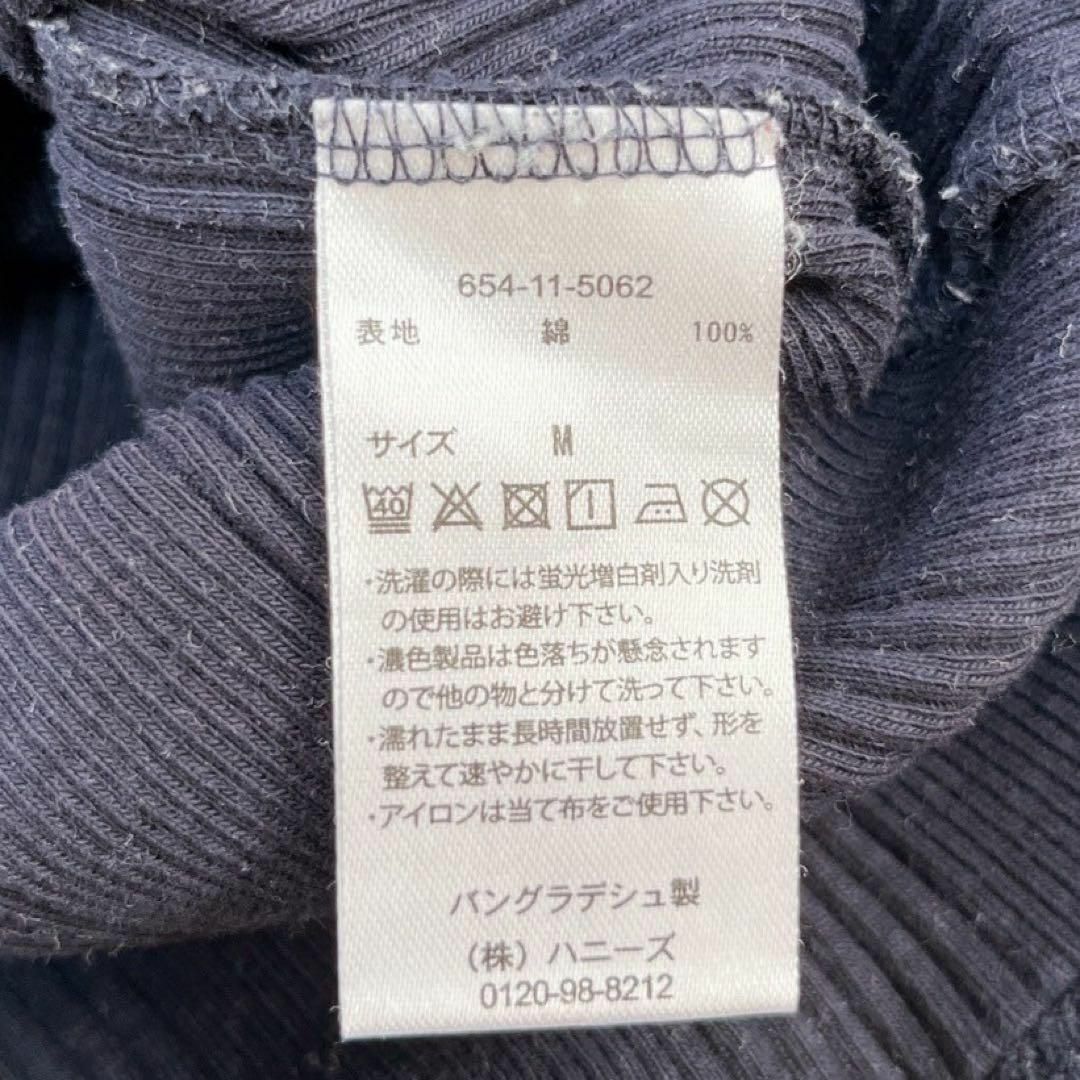 654-11-5062
表地 綿 100%
サイズ M
40
・洗濯の際には蛍光増白剤入り洗剤
の使用はお避け下さい。
・濃色製品は色落ちが懸念されます
ので他の物と分けて洗って下さい。
・濡れたまま長時間放置せず、形を
整えて速やかに干して下さい。
・アイロンは当て布をご使用下さい。
バングラデシュ製
(株) ハニーズ
0120-98-8212